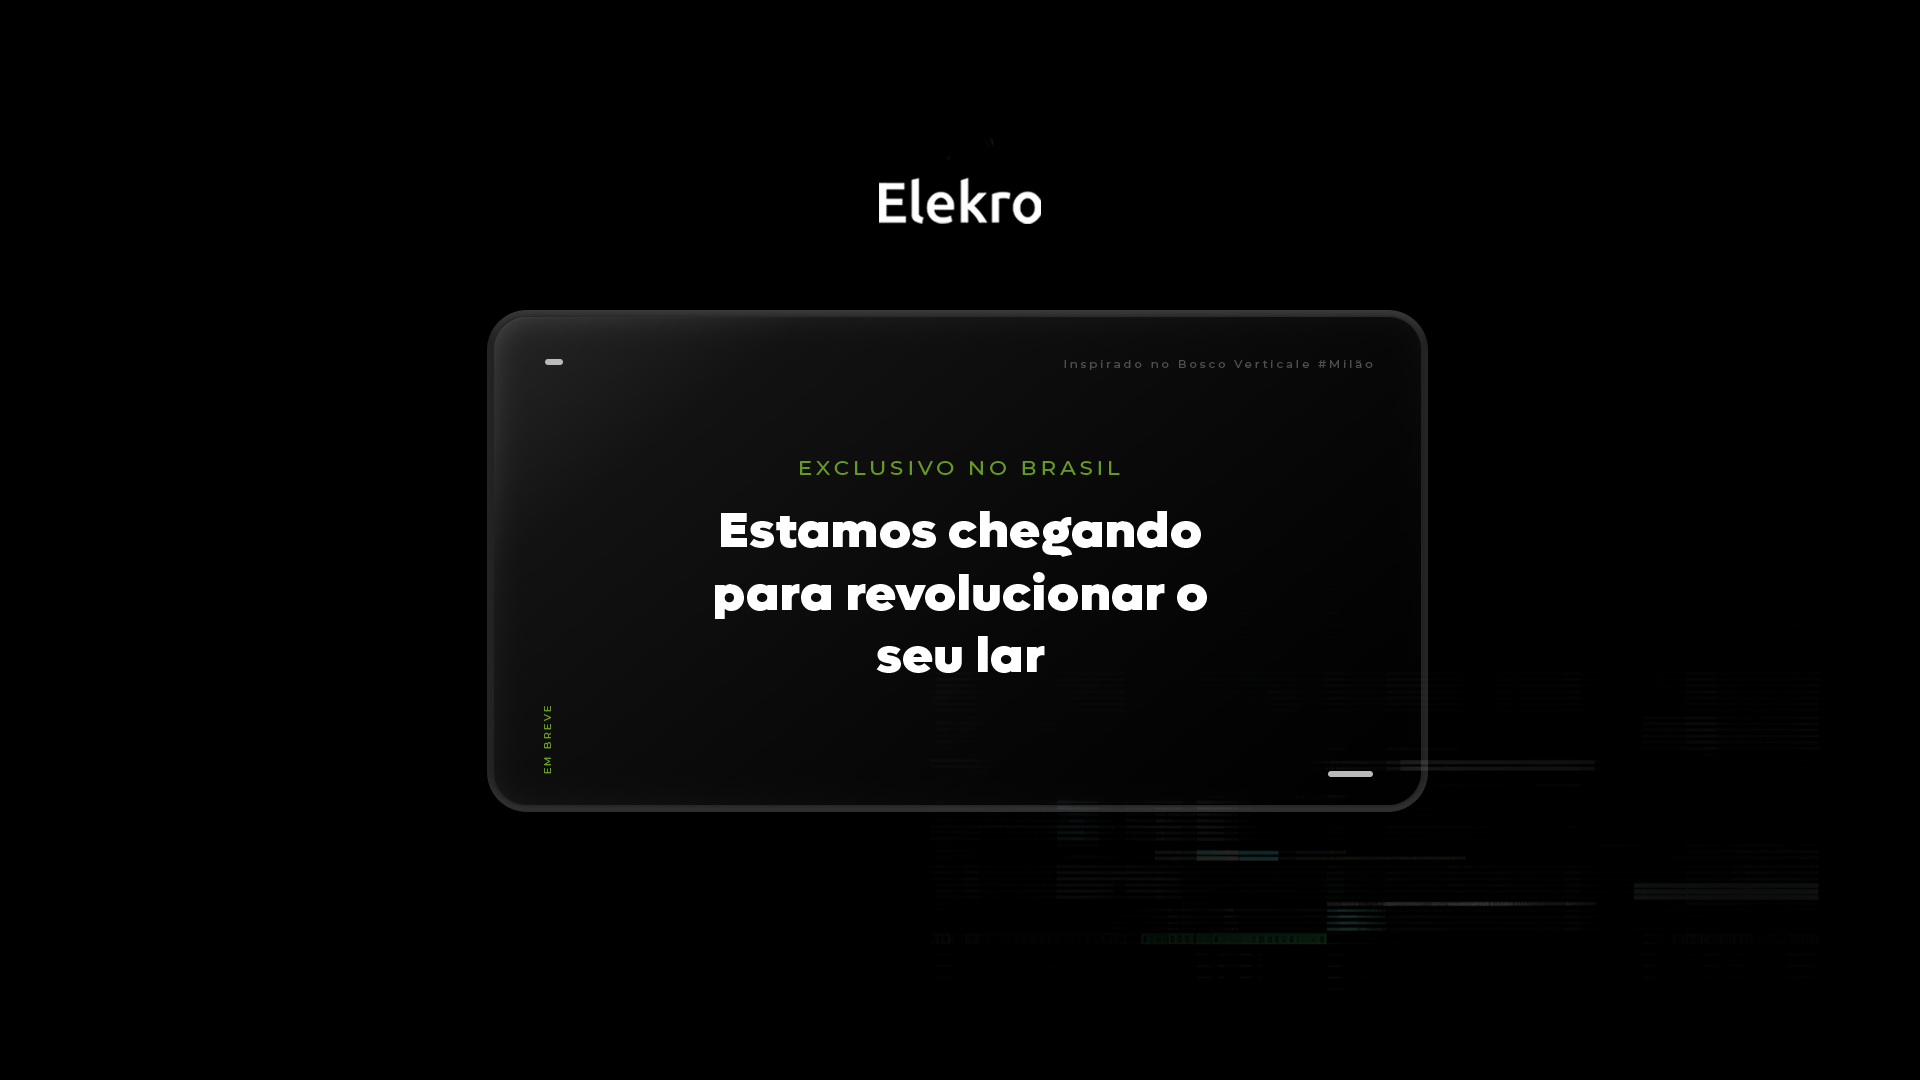 Elekro
Inspirado no Bosco Verticale #Milão
EXCLUSIVO NO BRASIL
Estamos chegando
para revolucionar o
seu lar
EM BREVE